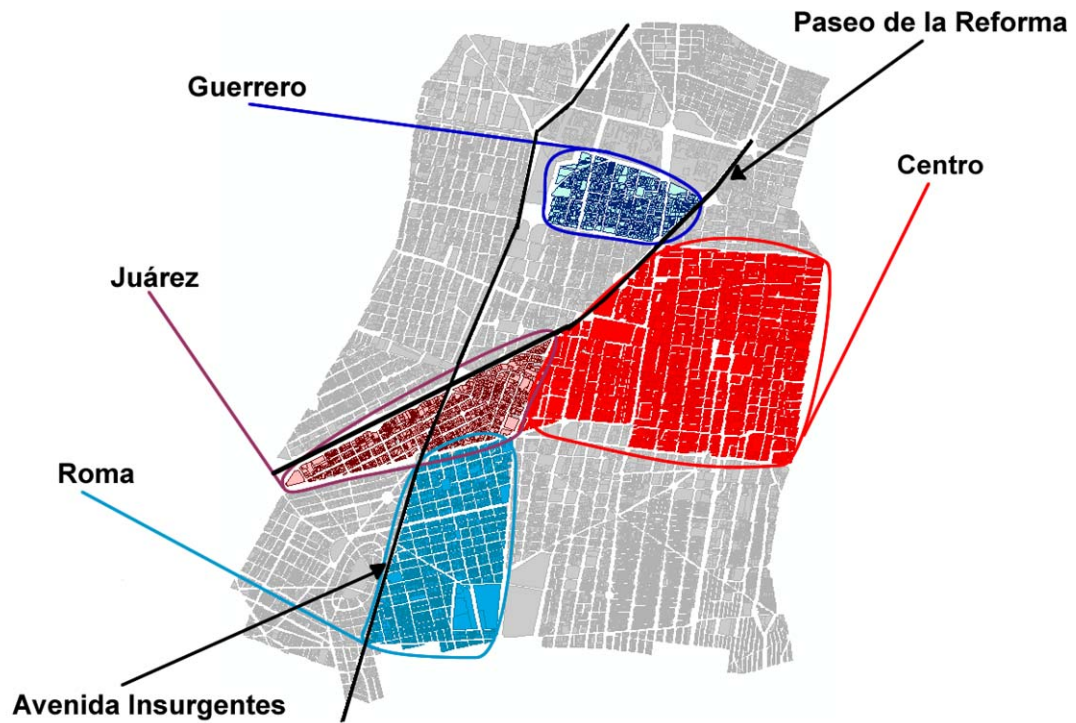 Paseo de la Reforma
Guerrero
Centro
Juárez
Roma
Avenida Insurgentes